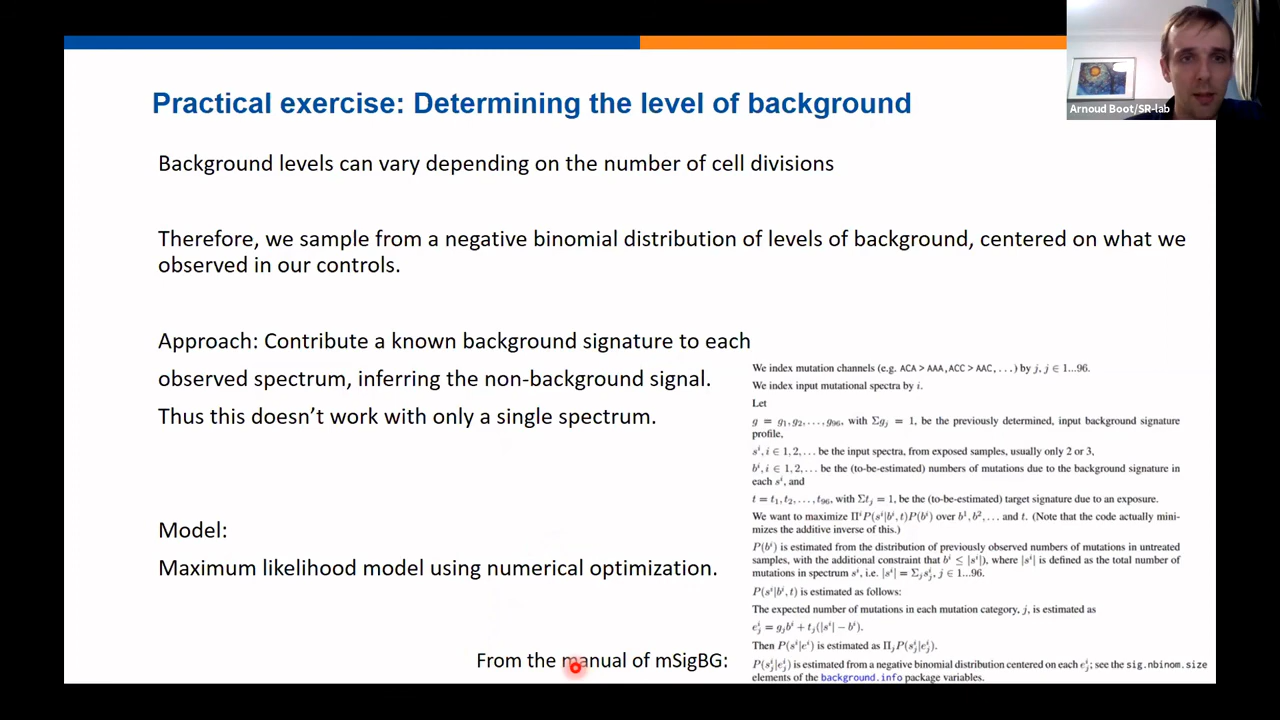 Arnoud Boot/SR-lab
Practical exercise: Determining the level of background
Background levels can vary depending on the number of cell divisions
Therefore, we sample from a negative binomial distribution of levels of background, centered on what we
observed in our controls.
Approach: Contribute a known background signature to each
observed spectrum, inferring the non-background signal.
Thus this doesn’t work with only a single spectrum.
Model:
Maximum likelihood model using numerical optimization.
From the manual of mSigBG:
We index mutation channels (e.g. ACA > AAA, ACC > AAC, . . . ) by j, j ∈ 1...96.
We index input mutational spectra by i.
Let
g = g₁, g₂, . . . , g₉₆, with Σgⱼ = 1, be the previously determined, input background signature
profile,
sⁱ, i ∈ 1, 2, . . . be the input spectra, from exposed samples, usually only 2 or 3,
bⁱ, i ∈ 1, 2, . . . be the (to-be-estimated) numbers of mutations due to the background signature in
each sⁱ, and
t = t₁, t₂, . . . , t₉₆, with Σtⱼ = 1, be the (to-be-estimated) target signature due to an exposure.
We want to maximize ΠⁱP(sⁱ|bⁱ, t)P(bⁱ) over b¹, b², . . . and t. (Note that the code actually mini-
mizes the additive inverse of this.)
P(bⁱ) is estimated from the distribution of previously observed numbers of mutations in untreated
samples, with the additional constraint that bⁱ ≤ |sⁱ|), where |sⁱ| is defined as the total number of
mutations in spectrum sⁱ, i.e. |sⁱ| = Σⱼsⁱⱼ, j ∈ 1...96.
P(sⁱ|bⁱ, t) is estimated as follows:
The expected number of mutations in each mutation category, j, is estimated as
eⁱⱼ = gⱼbⁱ + tⱼ(|sⁱ| − bⁱ).
Then P(sⁱ|eⁱ) is estimated as ΠⱼP(sⁱⱼ|eⁱⱼ).
P(sⁱⱼ|eⁱⱼ) is estimated from a negative binomial distribution centered on each eⁱⱼ; see the sig.nbinom.size
elements of the background.info package variables.